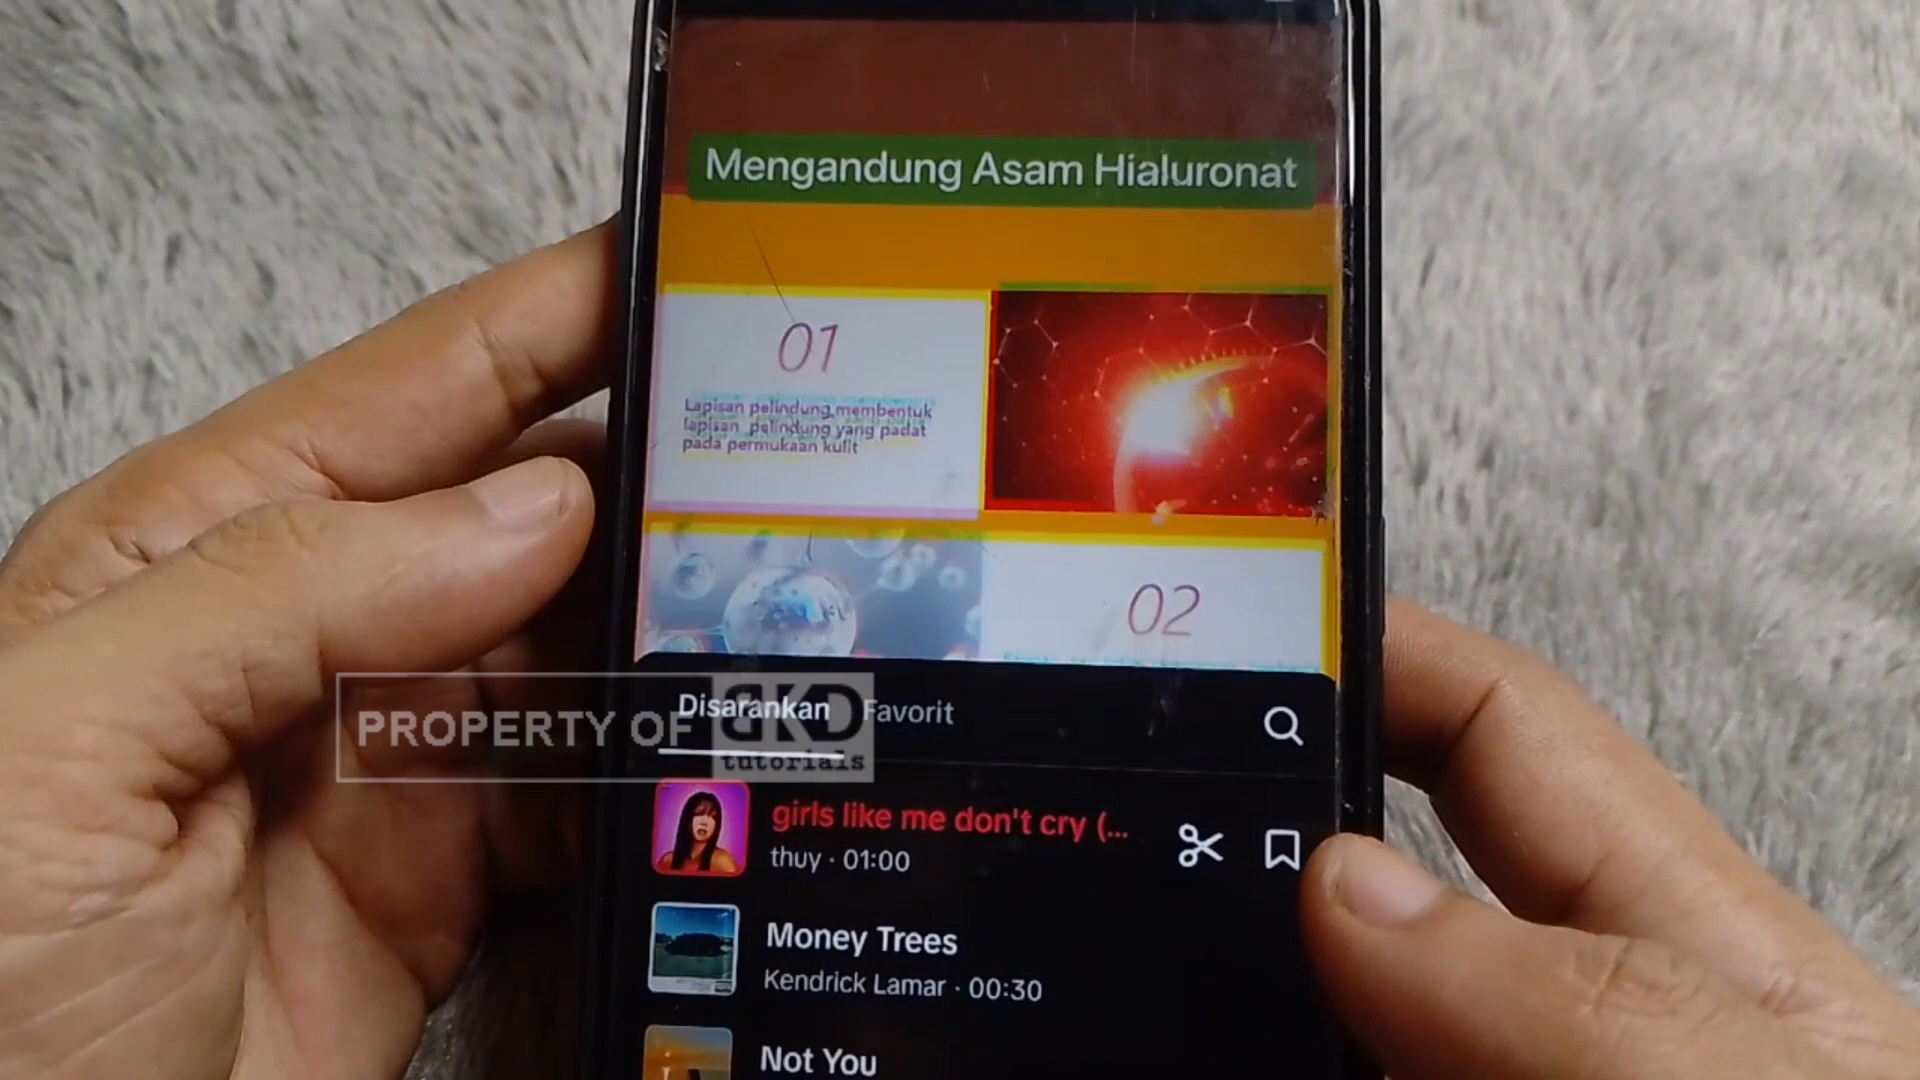 Mengandung Asam Hialuronat
01
Lapisan pelindung membentuk
lapisan pelindung yang padat
pada permukaan kulit
02
Disarankan Favorit
PROPERTY OF BKD
tutorials
girls like me don't cry (...
thuy · 01:00
Money Trees
Kendrick Lamar · 00:30
Not You